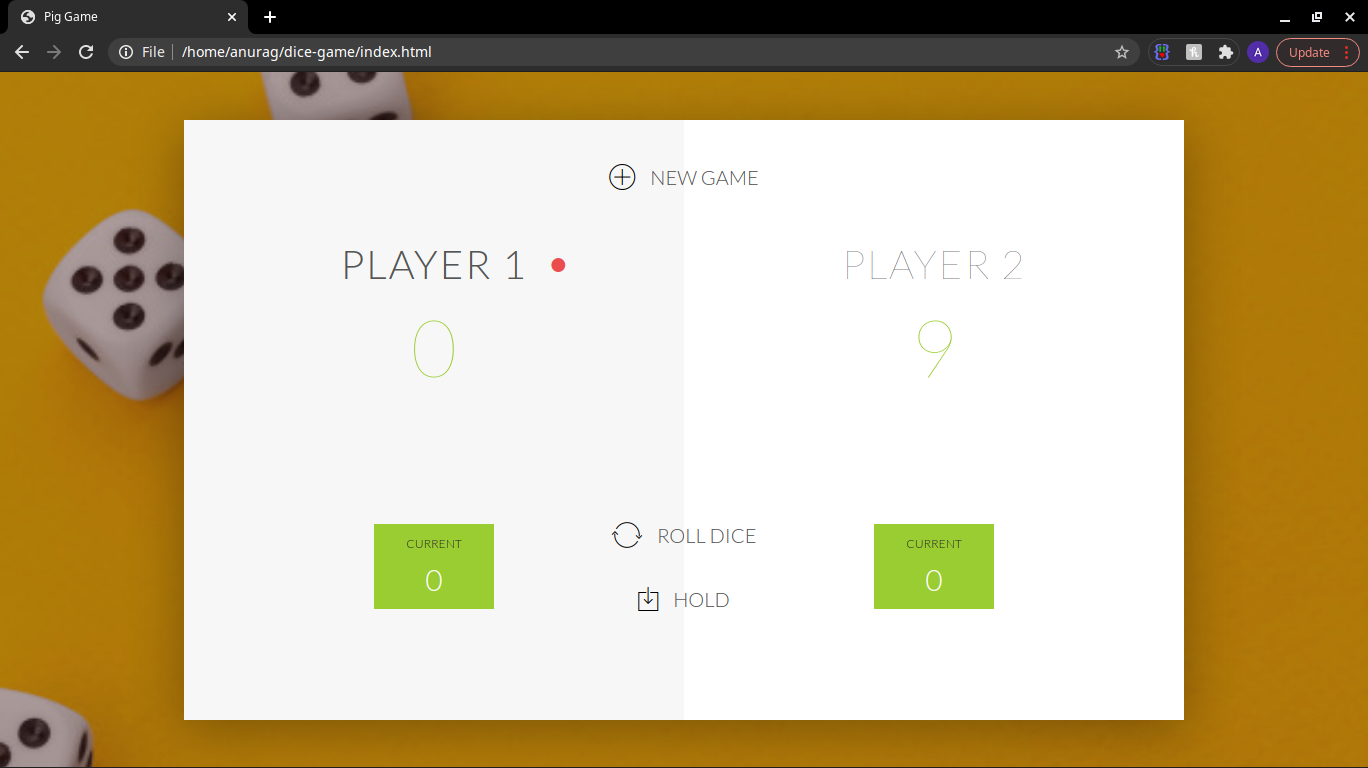 Pig Game
File
/home/anurag/dice-game/index.html
A
Update
NEW GAME
PLAYER 1
PLAYER 2
0
9
CURRENT
0
ROLL DICE
HOLD
CURRENT
0